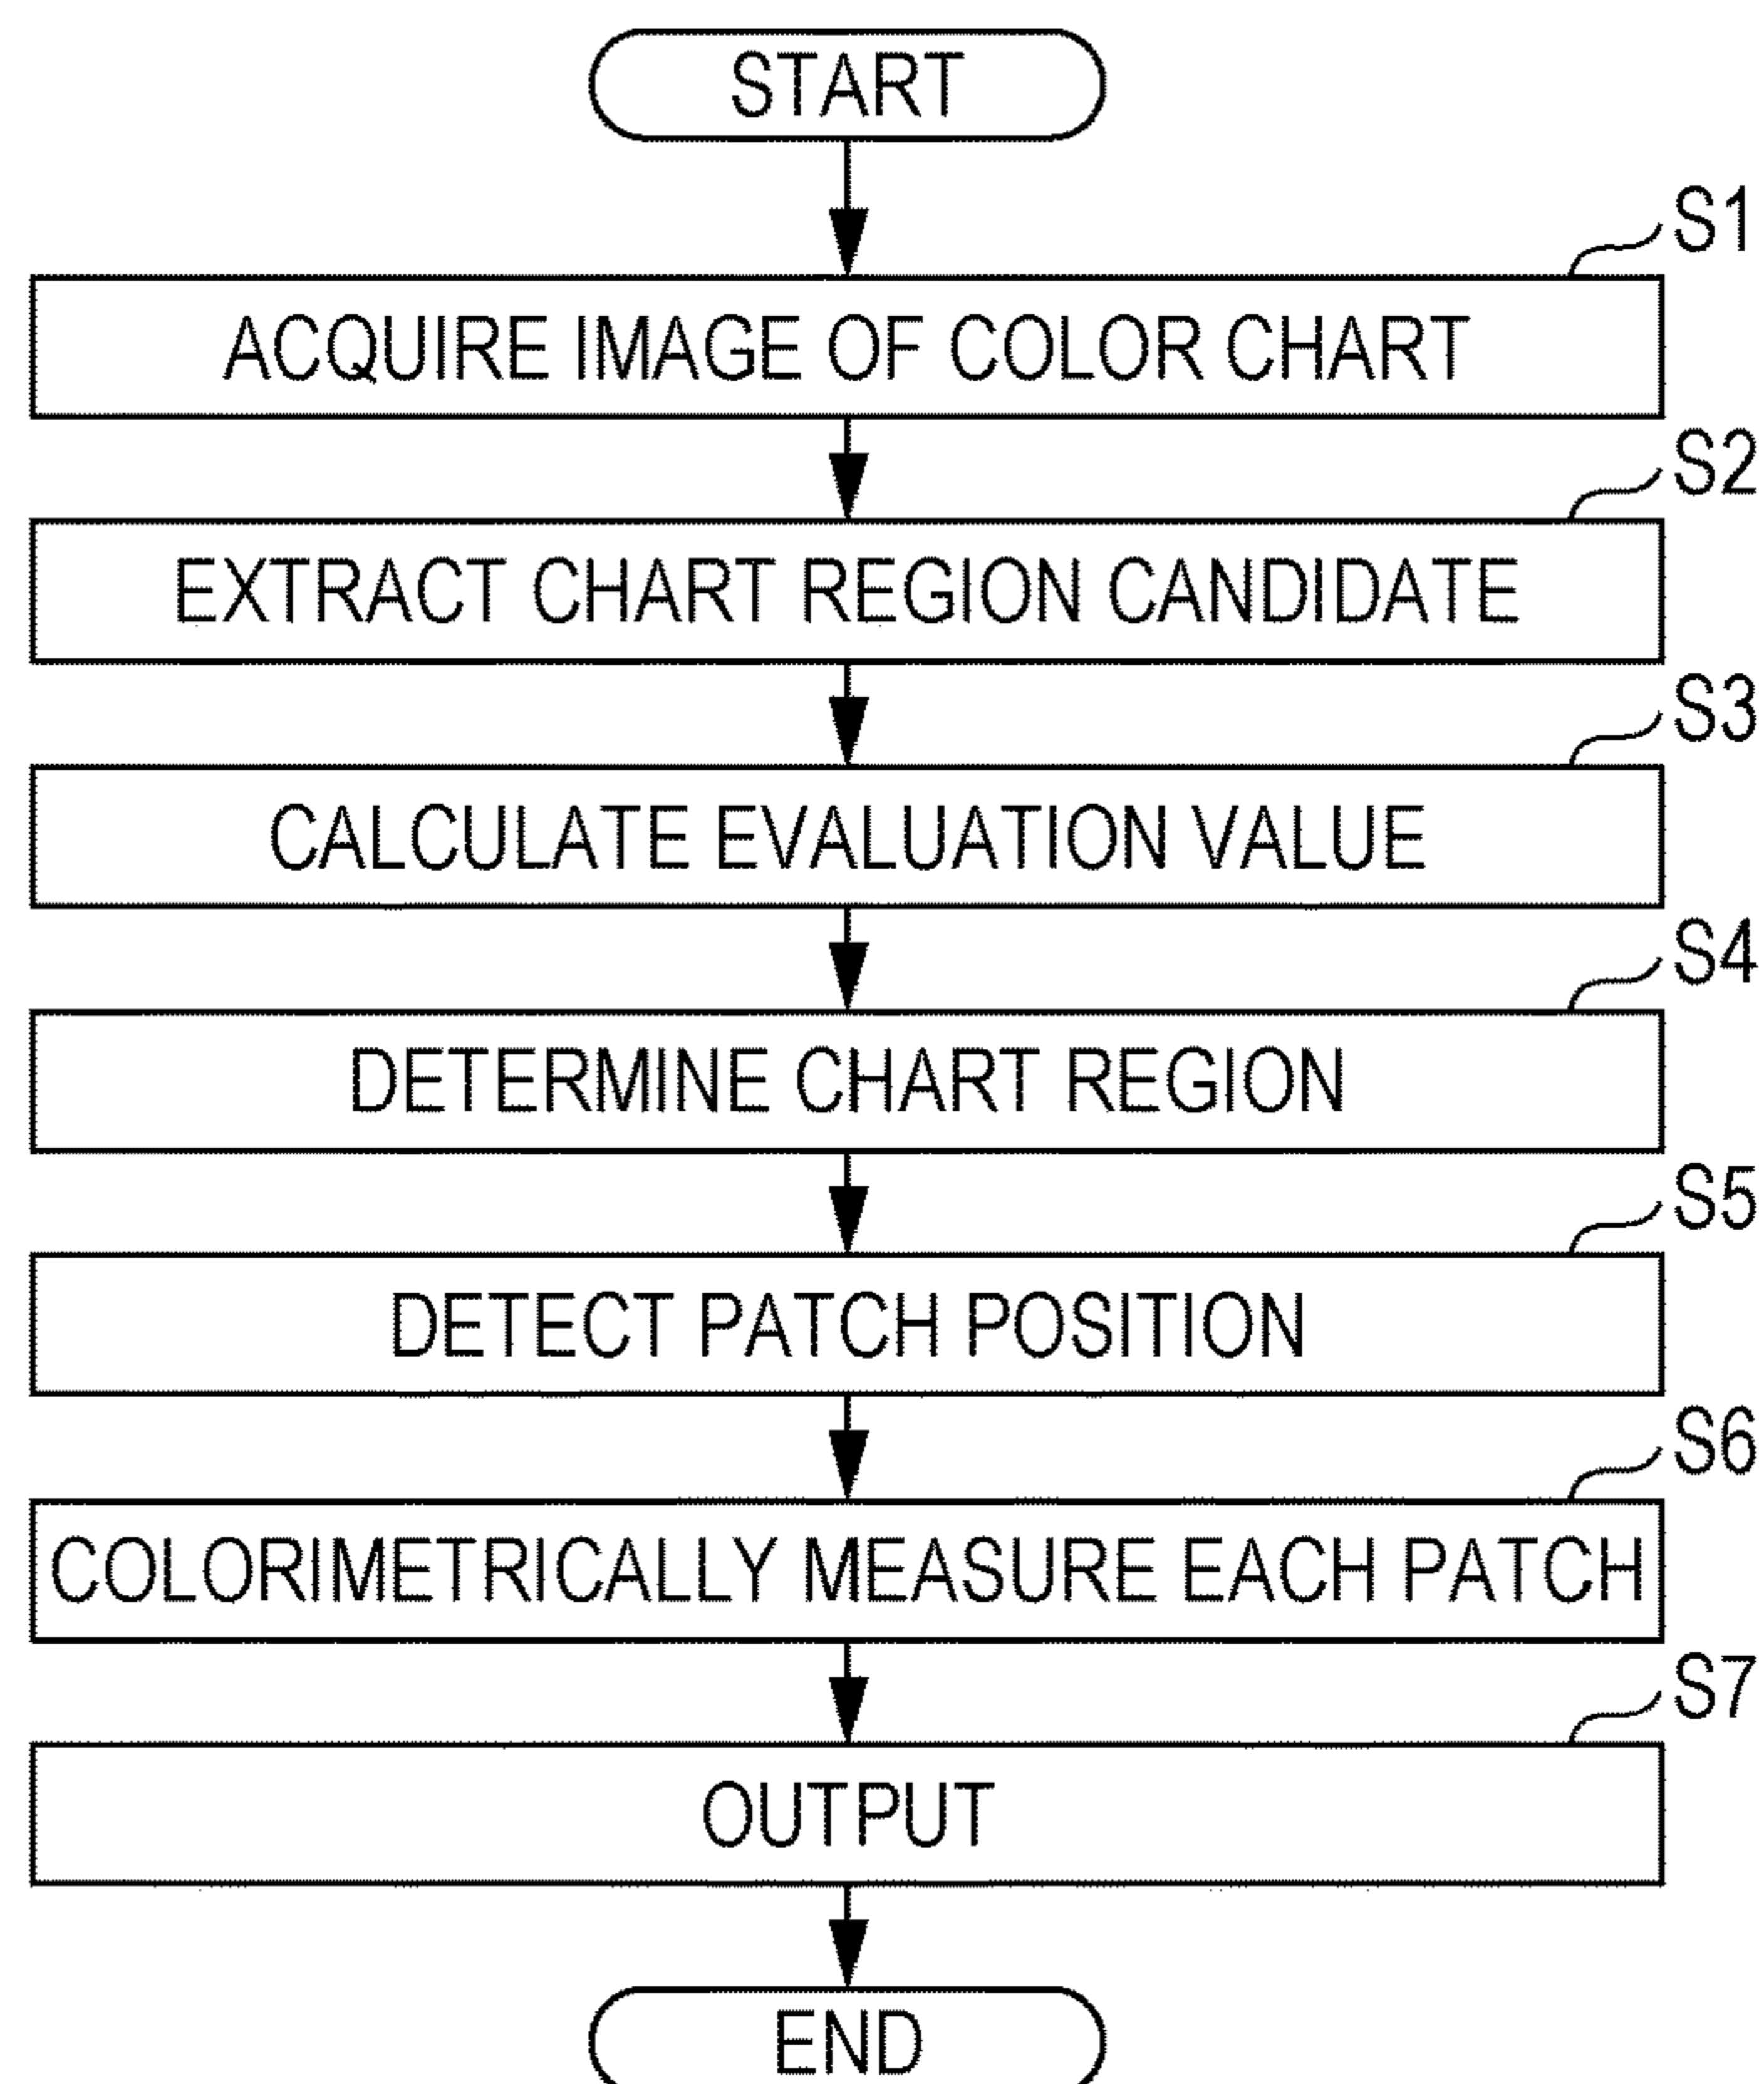 START
S1
ACQUIRE IMAGE OF COLOR CHART
S2
EXTRACT CHART REGION CANDIDATE
S3
CALCULATE EVALUATION VALUE
S4
DETERMINE CHART REGION
S5
DETECT PATCH POSITION
S6
COLORIMETRICALLY MEASURE EACH PATCH
S7
OUTPUT
END